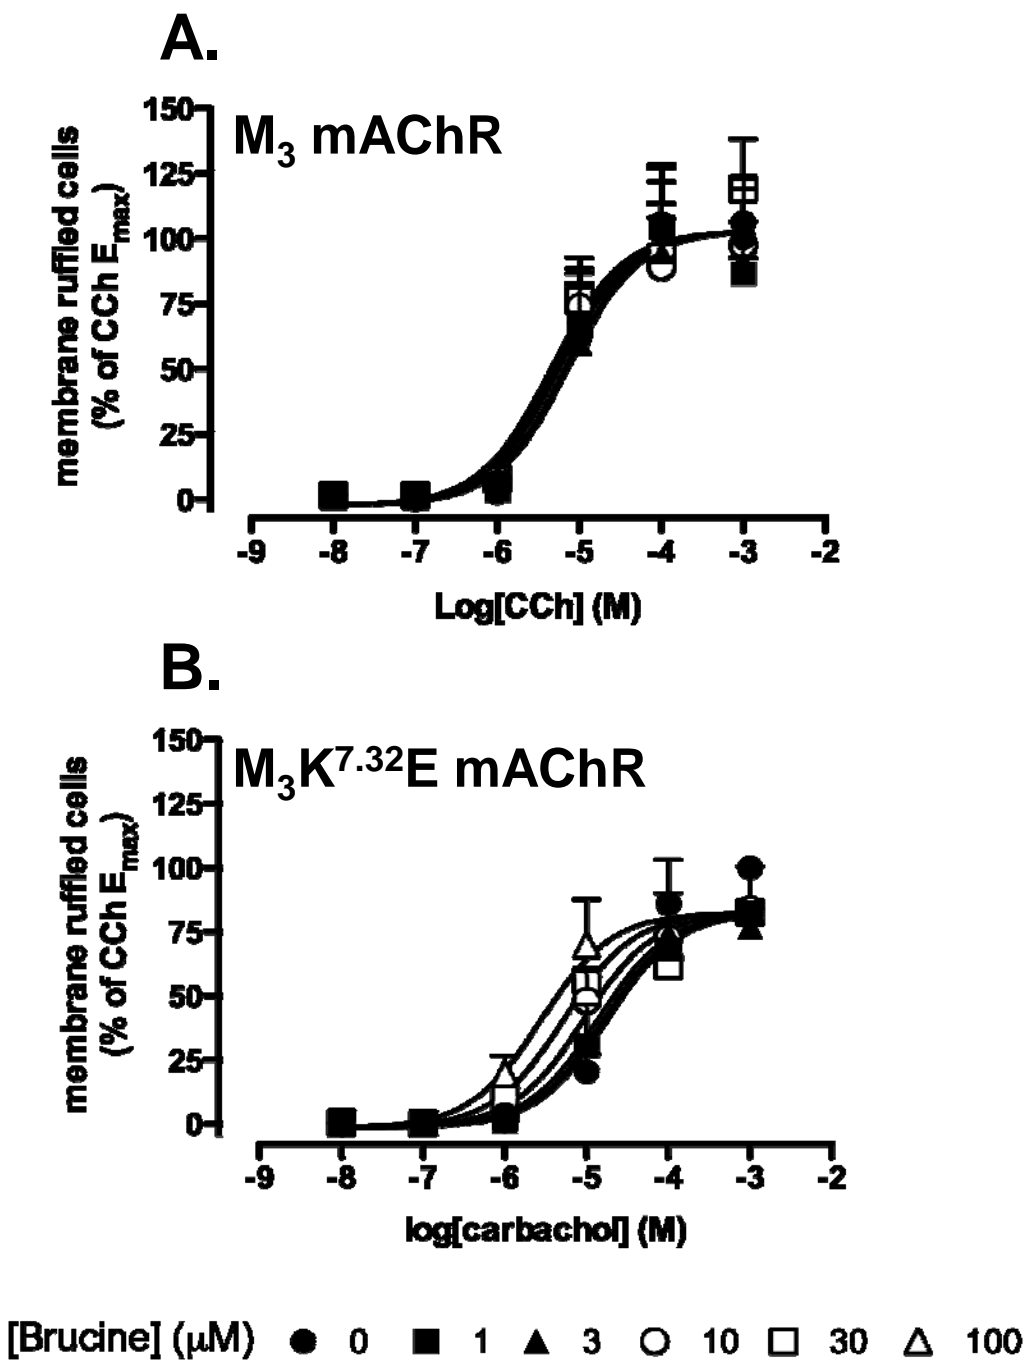 A.
M₃ mAChR
membrane ruffled cells
(% of CCh Emax)
150
125
100
75
50
25
0
-9 -8 -7 -6 -5 -4 -3 -2
Log[CCh] (M)
B.
M₃K⁷·³²E mAChR
membrane ruffled cells
(% of CCh Emax)
150
125
100
75
50
25
0
-9 -8 -7 -6 -5 -4 -3 -2
log[carbachol] (M)
[Brucine] (μM) 0 1 3 10 30 100